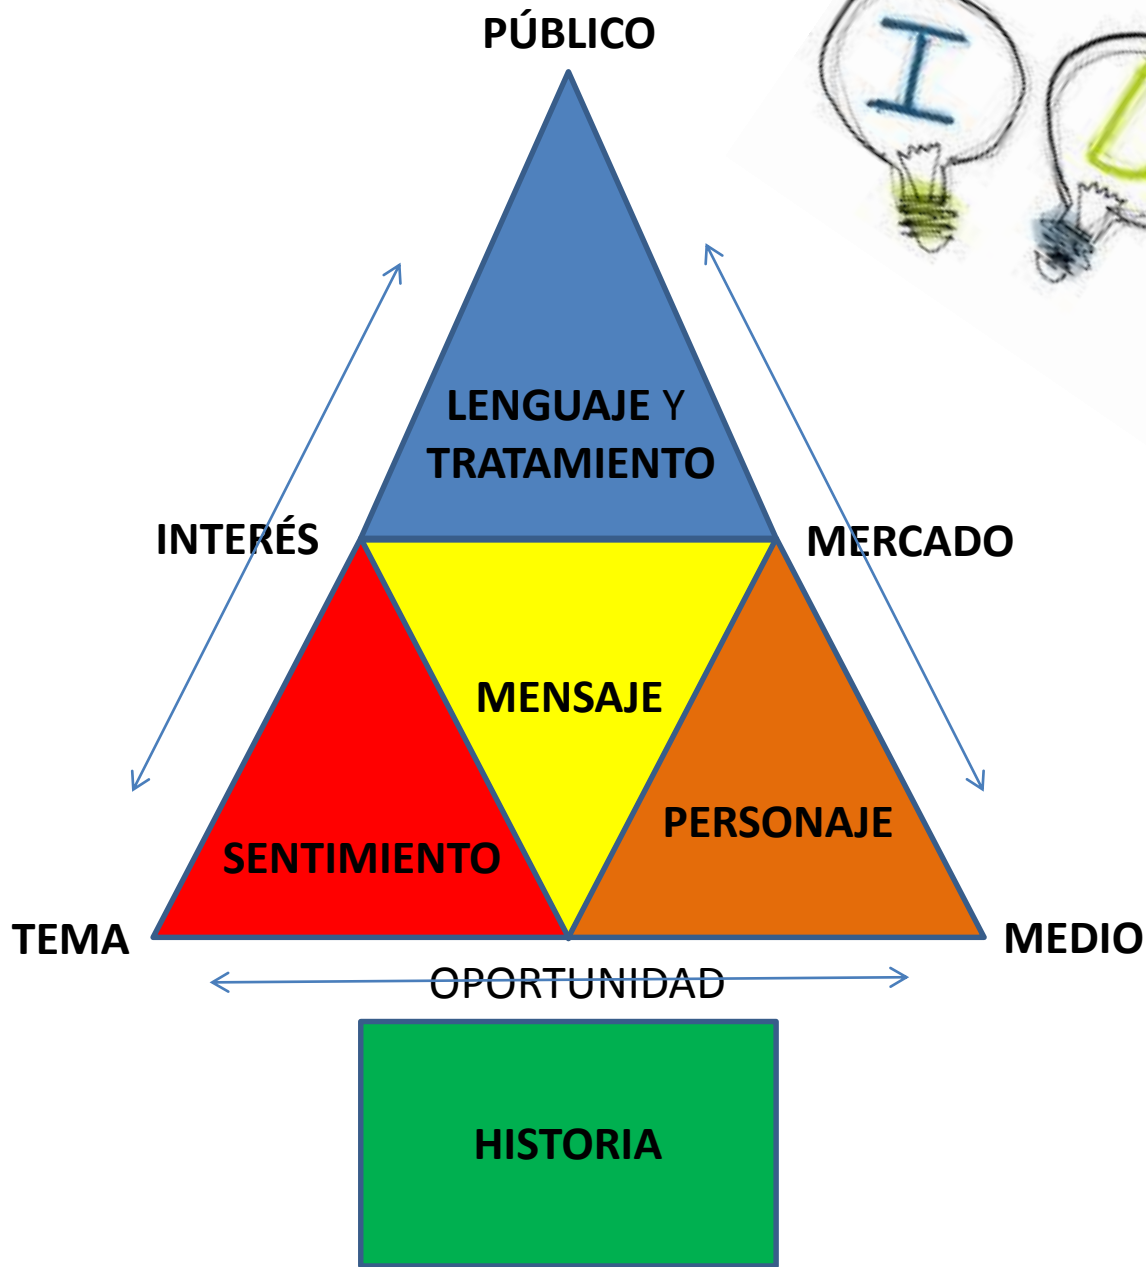 PÚBLICO
I
LENGUAJE Y
TRATAMIENTO
INTERÉS
MERCADO
MENSAJE
PERSONAJE
SENTIMIENTO
TEMA
MEDIO
OPORTUNIDAD
HISTORIA